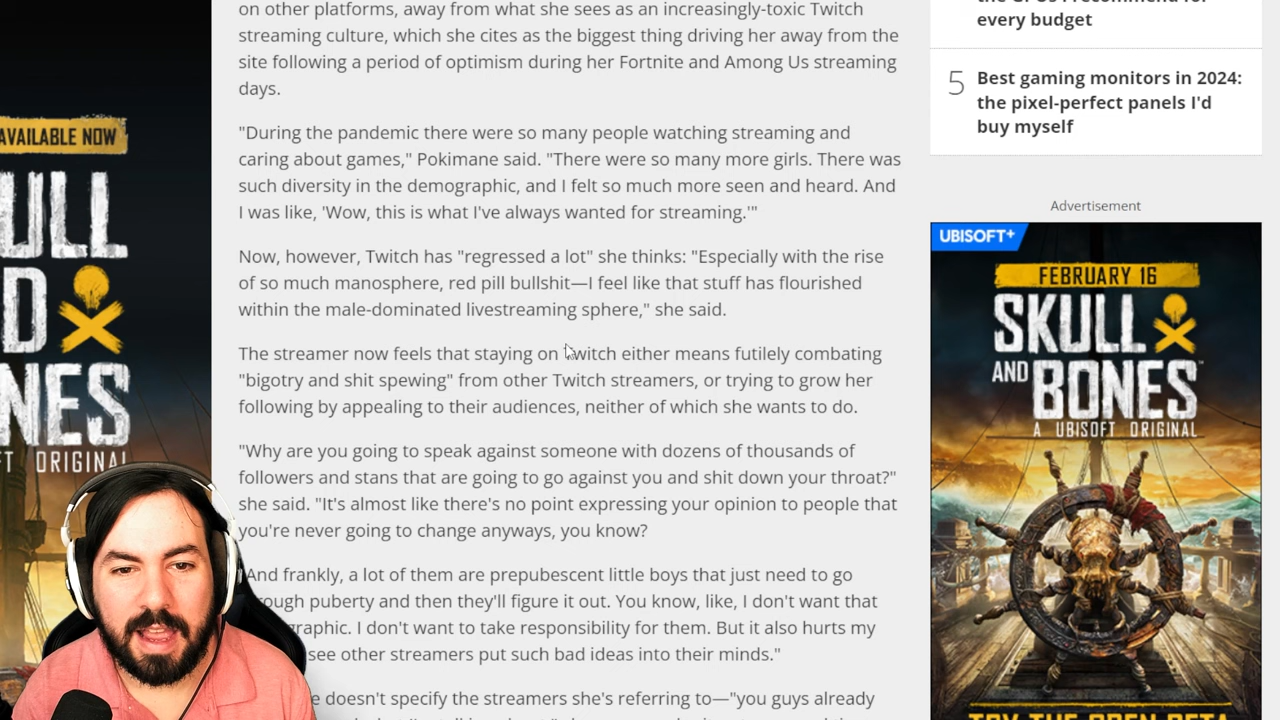 on other platforms, away from what she sees as an increasingly-toxic Twitch
streaming culture, which she cites as the biggest thing driving her away from the
site following a period of optimism during her Fortnite and Among Us streaming
days.
"During the pandemic there were so many people watching streaming and
caring about games," Pokimane said. "There were so many more girls. There was
such diversity in the demographic, and I felt so much more seen and heard. And
I was like, 'Wow, this is what I've always wanted for streaming.'"
Now, however, Twitch has "regressed a lot" she thinks: "Especially with the rise
of so much manosphere, red pill bullshit—I feel like that stuff has flourished
within the male-dominated livestreaming sphere," she said.
The streamer now feels that staying on Twitch either means futilely combating
"bigotry and shit spewing" from other Twitch streamers, or trying to grow her
following by appealing to their audiences, neither of which she wants to do.
"Why are you going to speak against someone with dozens of thousands of
followers and stans that are going to go against you and shit down your throat?"
she said. "It's almost like there's no point expressing your opinion to people that
you're never going to change anyways, you know?
"And frankly, a lot of them are prepubescent little boys that just need to go
rough puberty and then they'll figure it out. You know, like, I don't want that
ographic. I don't want to take responsibility for them. But it also hurts my
see other streamers put such bad ideas into their minds."
doesn't specify the streamers she's referring to—"you guys already
every budget
5
Best gaming monitors in 2024:
the pixel-perfect panels I'd
buy myself
Advertisement
UBISOFT+
FEBRUARY 16
SKULL
AND BONES
A UBISOFT ORIGINAL
TRY THE OPEN BETA
AVAILABLE NOW
ULL
D
NES
FT ORIGINAL